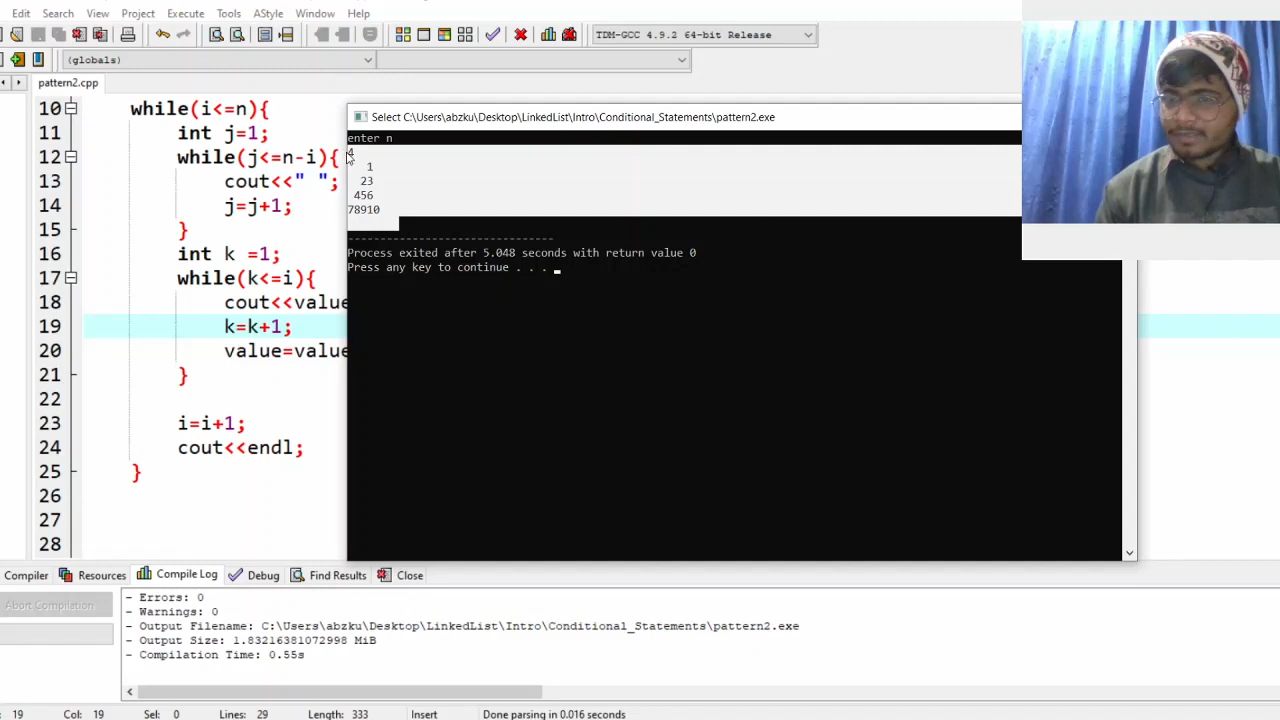 Edit Search View Project Execute Tools AStyle Window Help
TDM-GCC 4.9.2 64-bit Release
(globals)
pattern2.cpp
10 while(i<=n){
11 int j=1;
12 while(j<=n-i){
13 cout<<" ";
14 j=j+1;
15 }
16 int k =1;
17 while(k<=i){
18 cout<<value
19 k=k+1;
20 value=value
21 }
22
23 i=i+1;
24 cout<<endl;
25 }
26
27
28
Select C:\Users\abzku\Desktop\LinkedList\Intro\Conditional_Statements\pattern2.exe
enter n
4
1
23
456
78910
--------------------------------
Process exited after 5.048 seconds with return value 0
Press any key to continue . . .
Compiler Resources Compile Log Debug Find Results Close
Abort Compilation
- Errors: 0
- Warnings: 0
- Output Filename: C:\Users\abzku\Desktop\LinkedList\Intro\Conditional_Statements\pattern2.exe
- Output Size: 1.83216381072998 MiB
- Compilation Time: 0.55s
19 Col: 19 Sel: 0 Lines: 29 Length: 333 Insert Done parsing in 0.016 seconds